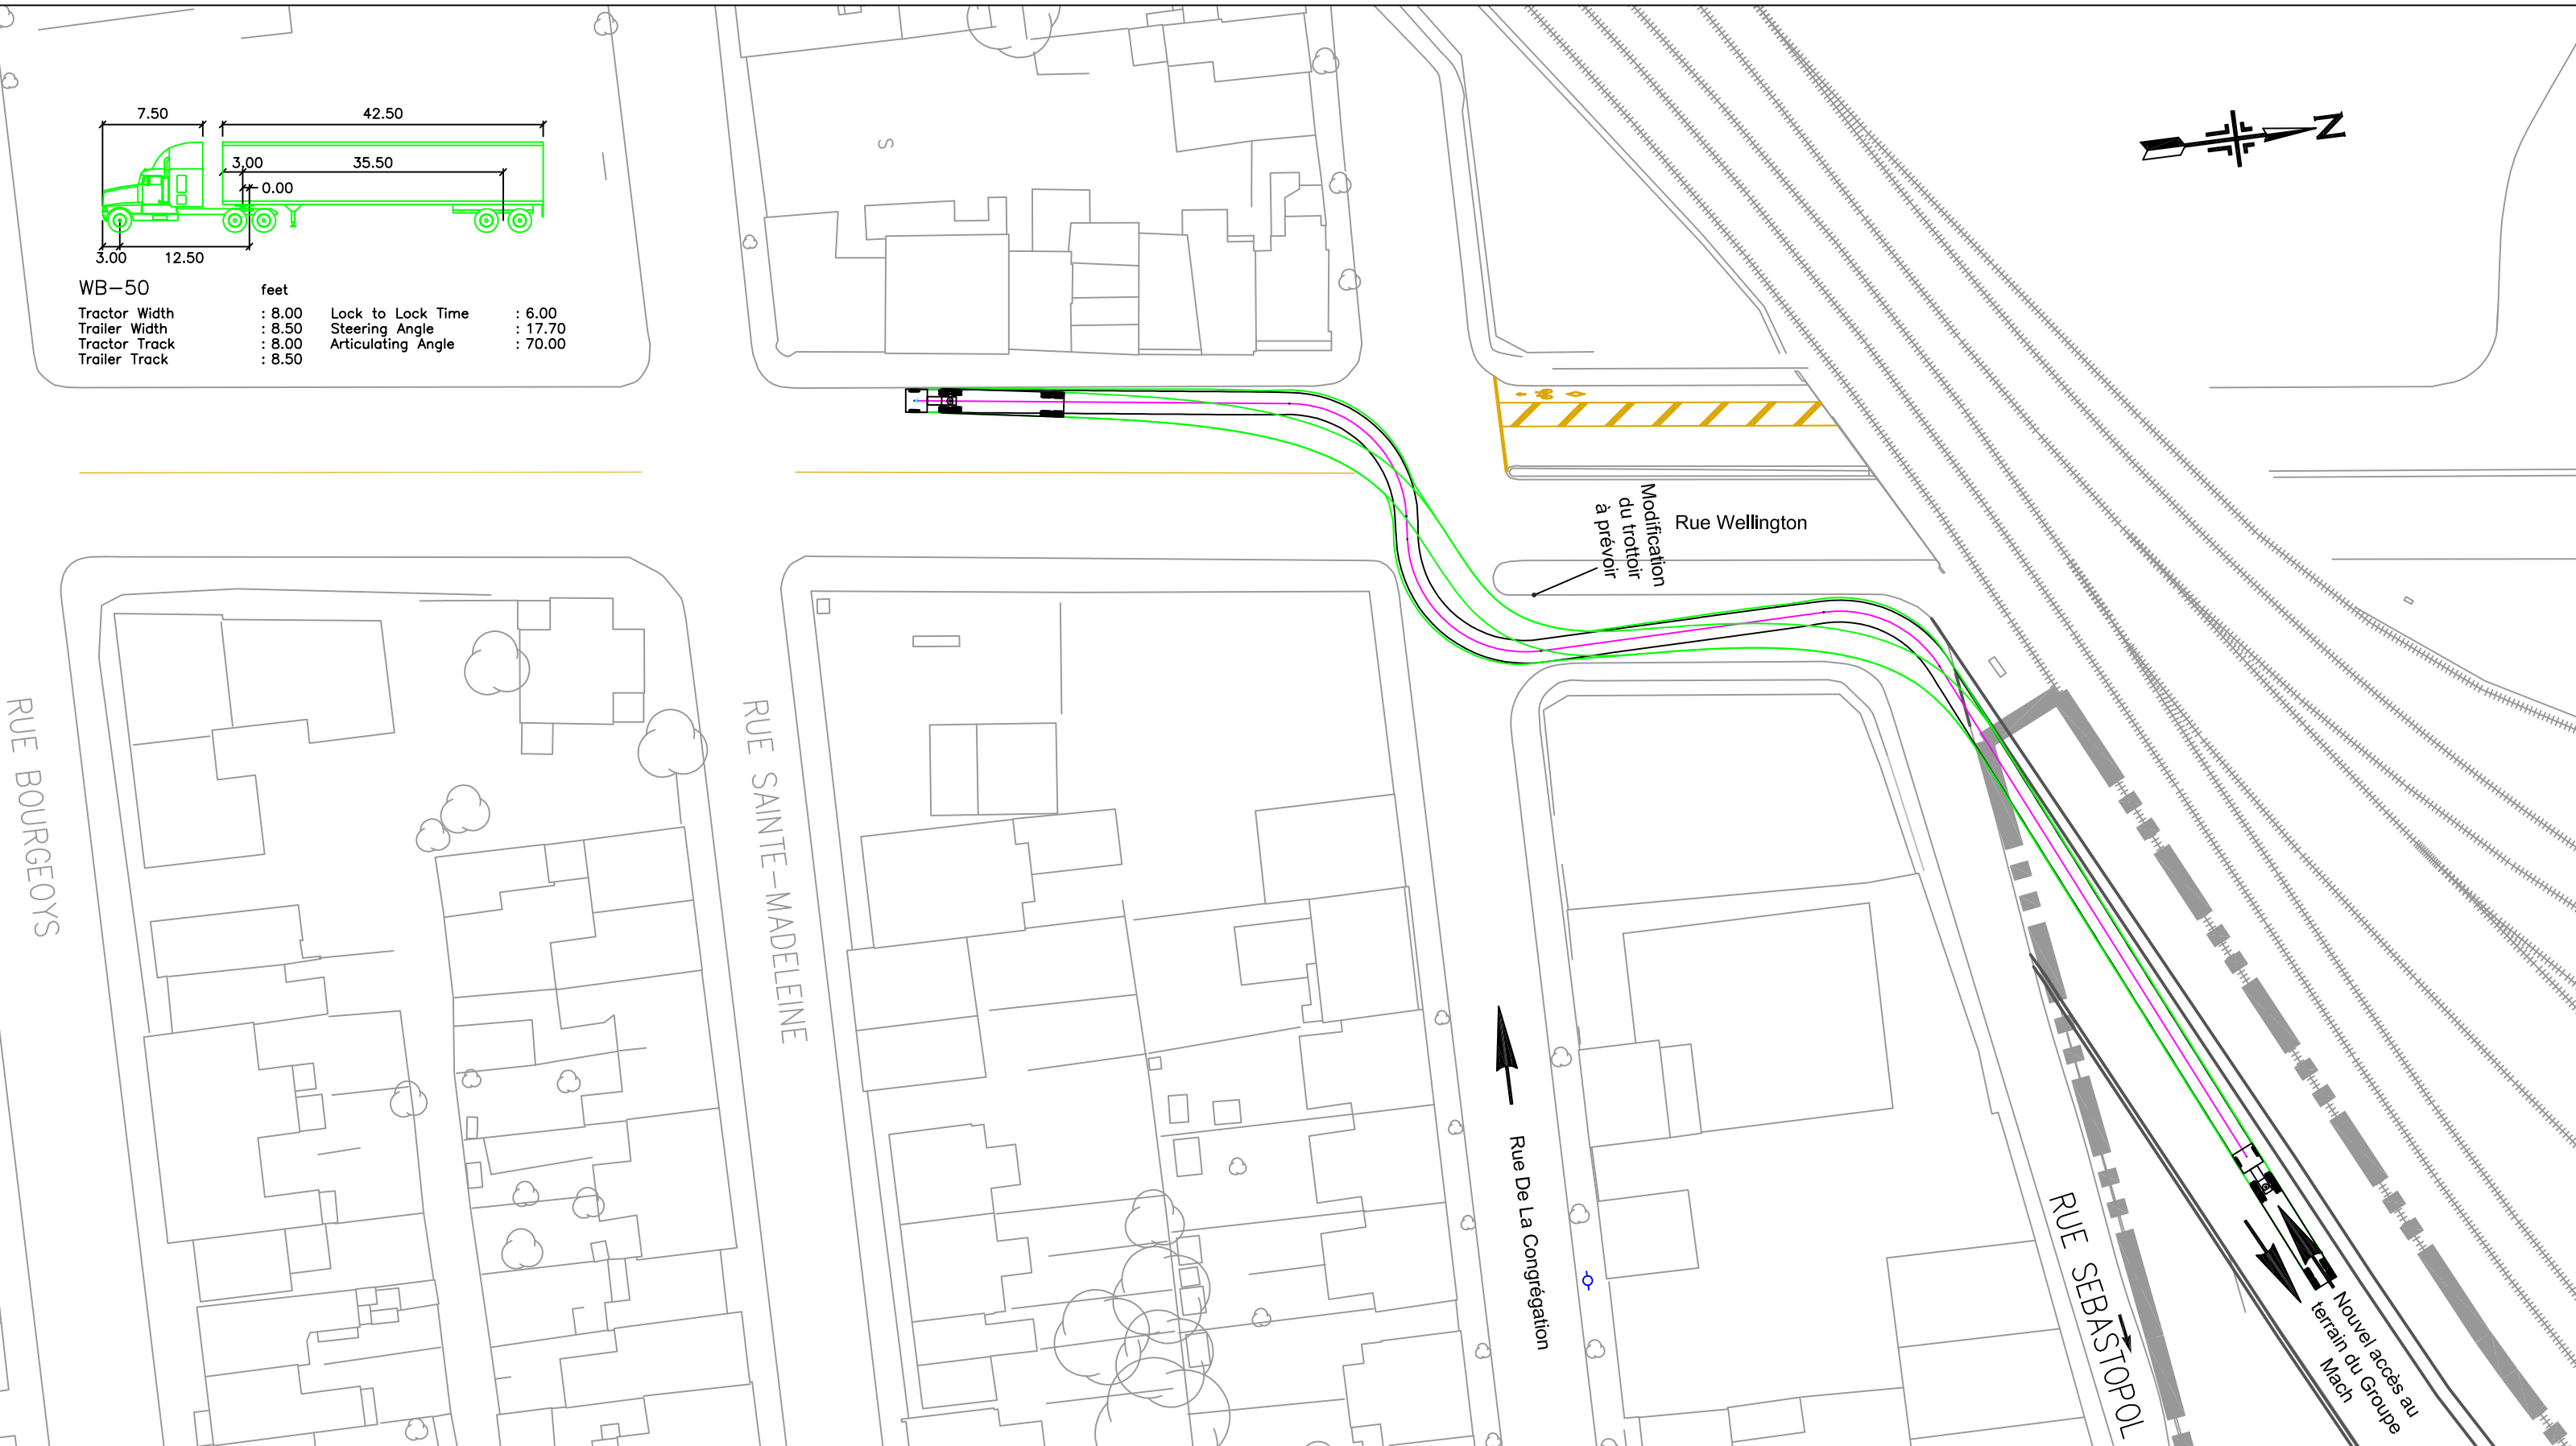 7.50
42.50
3.00
35.50
0.00
3.00
12.50
WB-50
feet
Tractor Width : 8.00 Lock to Lock Time : 6.00
Trailer Width : 8.50 Steering Angle : 17.70
Tractor Track : 8.00 Articulating Angle : 70.00
Trailer Track : 8.50
S
N
Modification
du trottoir
à prévoir
Rue Wellington
RUE BOURGEOYS
RUE SAINTE-MADELEINE
Rue De La Congrégation
RUE SEBASTOPOL
Nouvel accès au
terrain du Groupe
Mach